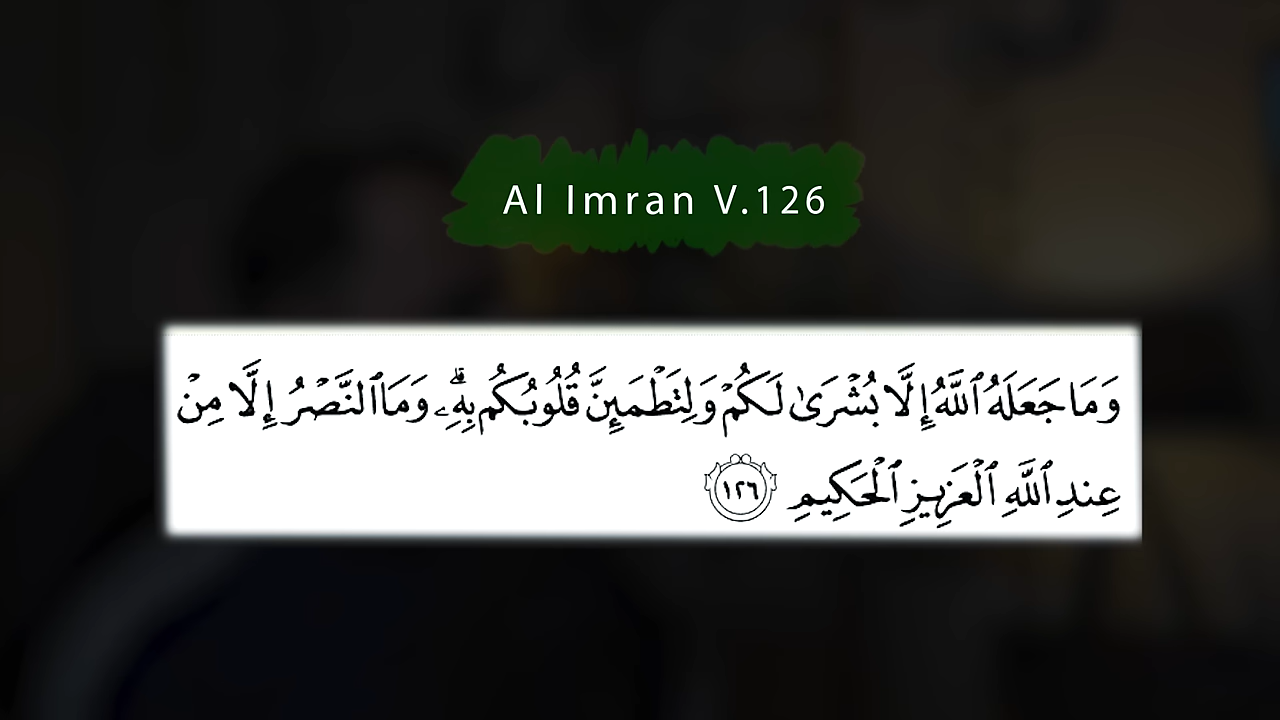 Al Imran V.126
وَمَا جَعَلَهُ ٱللَّهُ إِلَّا بُشْرَىٰ لَكُمْ وَلِتَطْمَئِنَّ قُلُوبُكُم بِهِۦ ۗ وَمَا ٱلنَّصْرُ إِلَّا مِنْ
عِندِ ٱللَّهِ ٱلْعَزِيزِ ٱلْحَكِيمِ ١٢٦